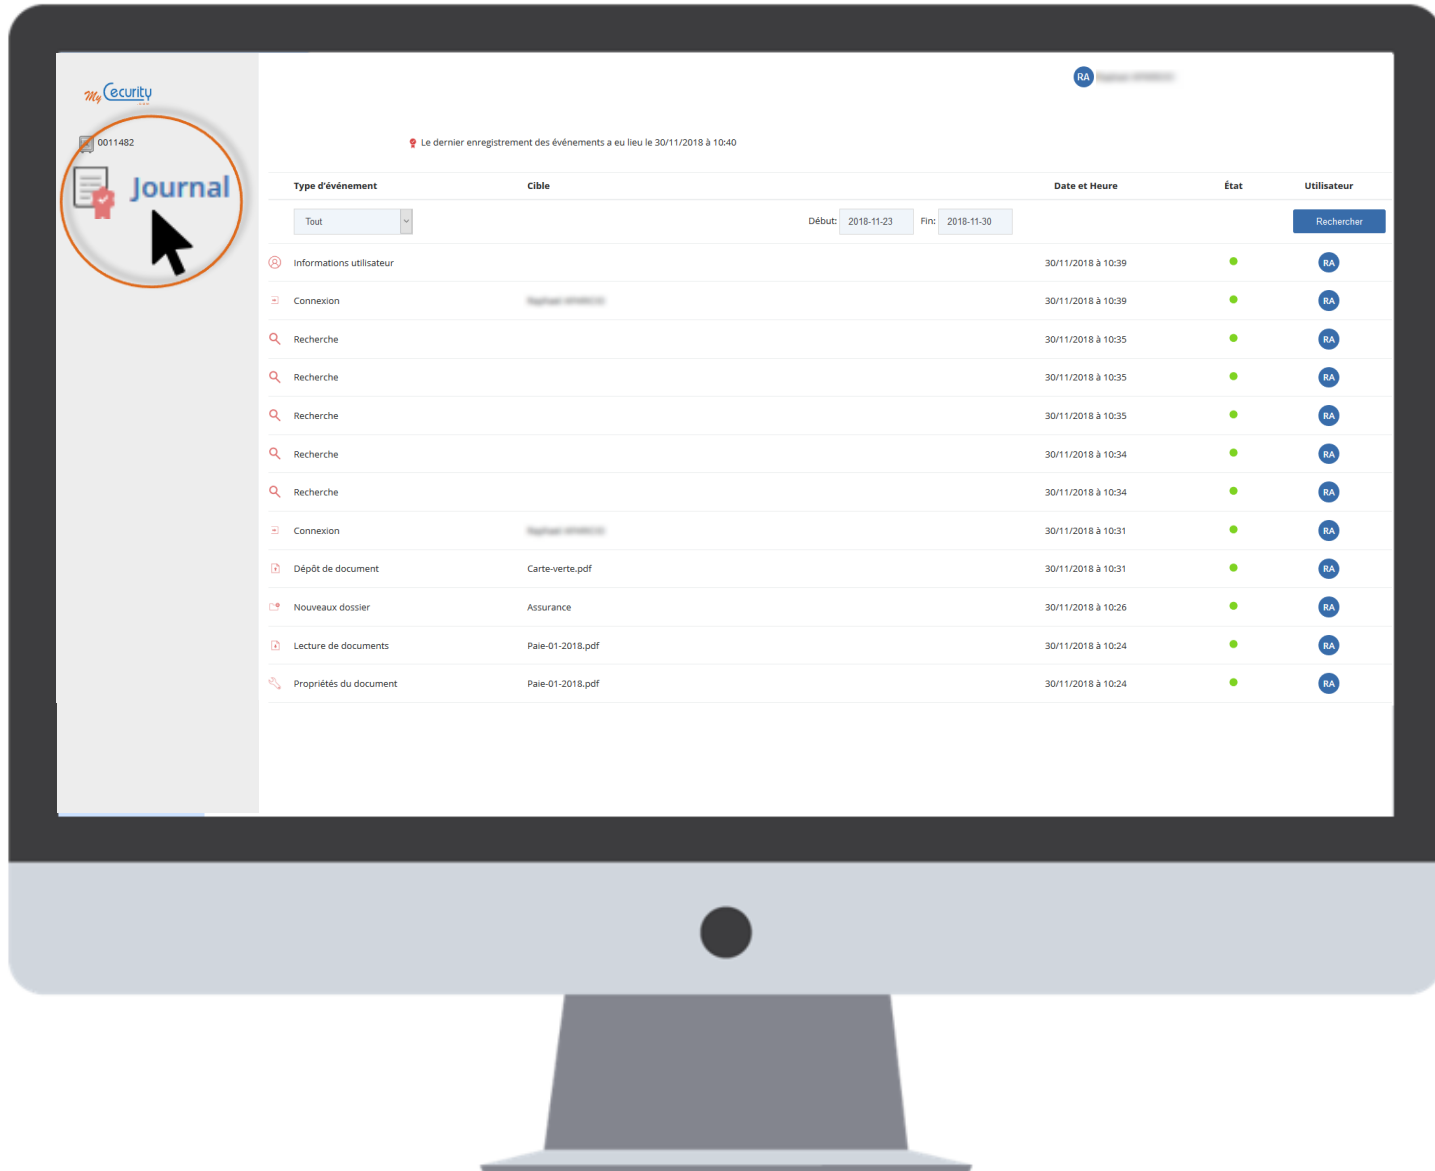 My Cecurity
.com
RA
0011482
Le dernier enregistrement des événements a eu lieu le 30/11/2018 à 10:40
Journal
Type d'événement Cible Date et Heure État Utilisateur
Tout Début: 2018-11-23 Fin: 2018-11-30 Rechercher
Informations utilisateur 30/11/2018 à 10:39 RA
Connexion 30/11/2018 à 10:39 RA
Recherche 30/11/2018 à 10:35 RA
Recherche 30/11/2018 à 10:35 RA
Recherche 30/11/2018 à 10:35 RA
Recherche 30/11/2018 à 10:34 RA
Recherche 30/11/2018 à 10:34 RA
Connexion 30/11/2018 à 10:31 RA
Dépôt de document Carte-verte.pdf 30/11/2018 à 10:31 RA
Nouveaux dossier Assurance 30/11/2018 à 10:26 RA
Lecture de documents Paie-01-2018.pdf 30/11/2018 à 10:24 RA
Propriétés du document Paie-01-2018.pdf 30/11/2018 à 10:24 RA